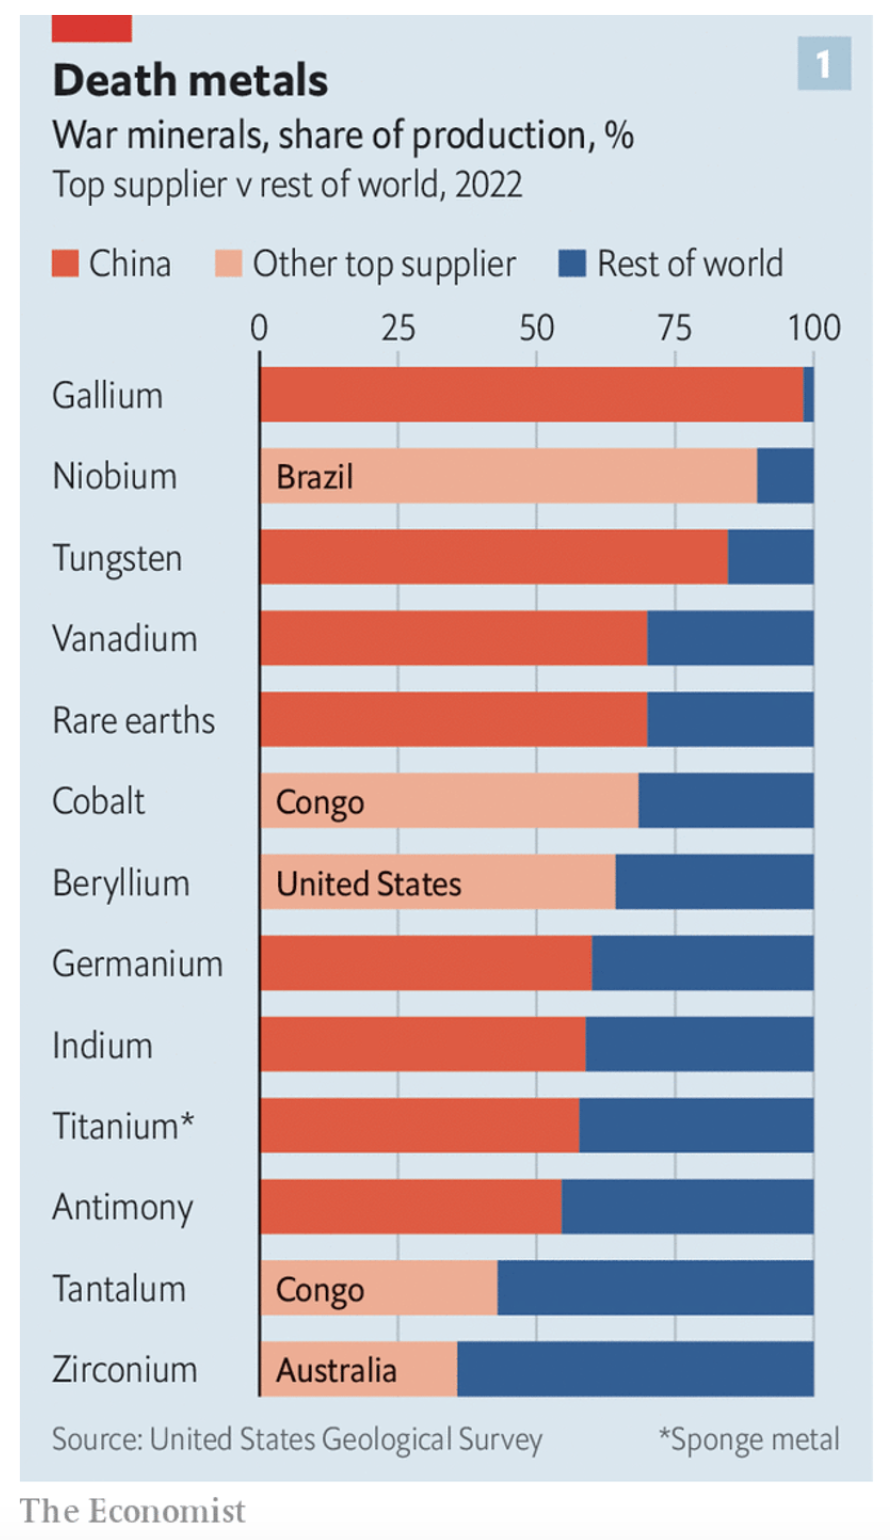 1
Death metals
War minerals, share of production, %
Top supplier v rest of world, 2022
China Other top supplier Rest of world
0 25 50 75 100
Gallium
Niobium Brazil
Tungsten
Vanadium
Rare earths
Cobalt Congo
Beryllium United States
Germanium
Indium
Titanium*
Antimony
Tantalum Congo
Zirconium Australia
Source: United States Geological Survey *Sponge metal
The Economist